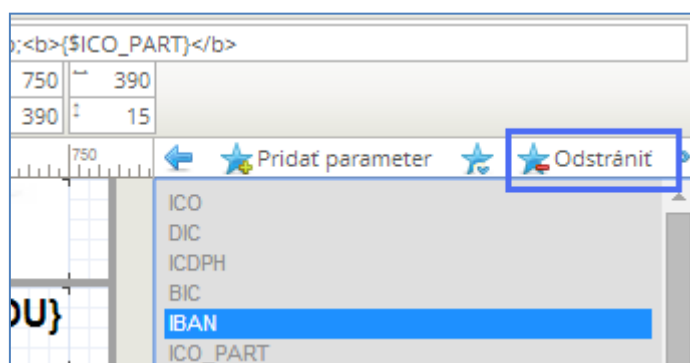 ;<b>{$ICO_PART}</b>
750 390
390 15
750
Pridať parameter Odstrániť
ICO
DIC
ICDPH
BIC
IBAN
ICO_PART
OU}